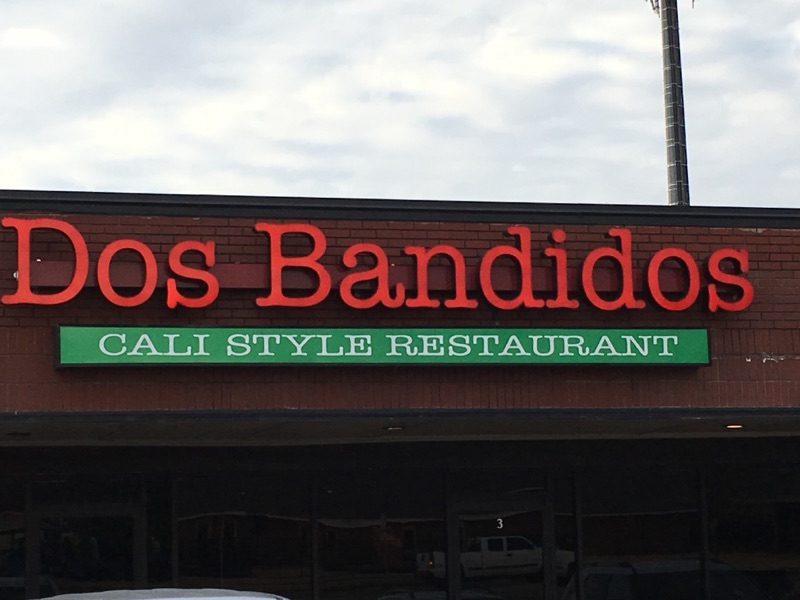 Dos Bandidos
CALI STYLE RESTAURANT
3